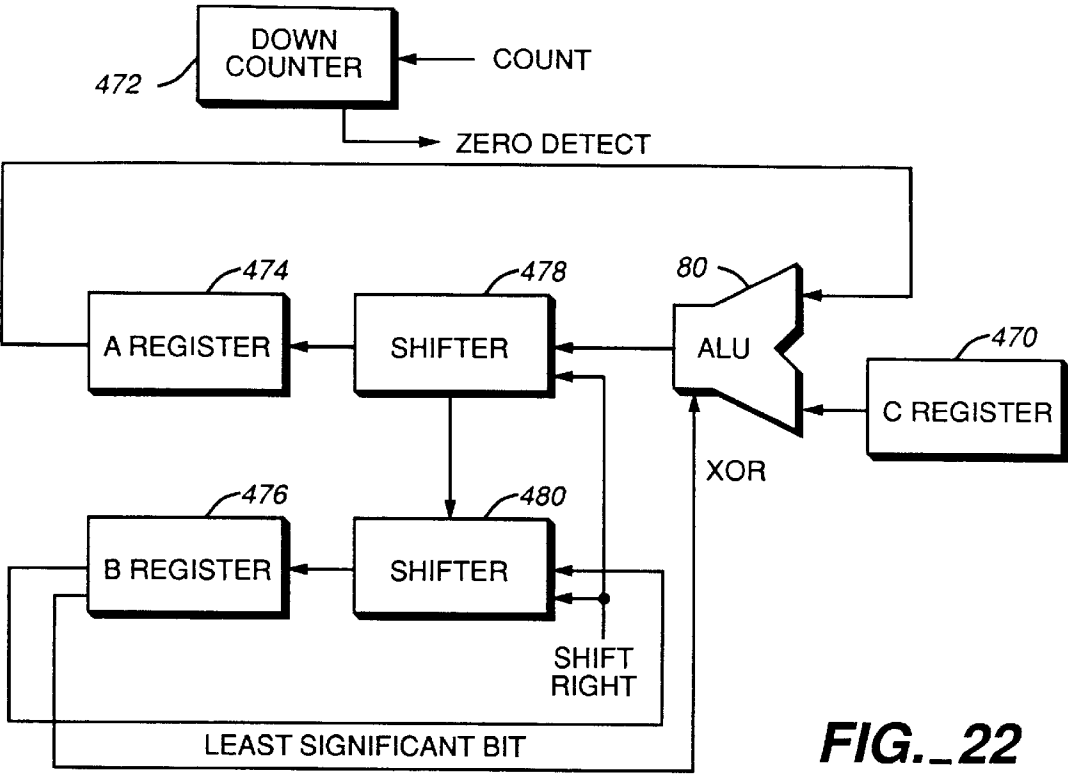 DOWN
COUNTER
472
COUNT
ZERO DETECT
474
478
80
470
A REGISTER
SHIFTER
ALU
C REGISTER
XOR
476
480
B REGISTER
SHIFTER
SHIFT
RIGHT
LEAST SIGNIFICANT BIT
FIG._22